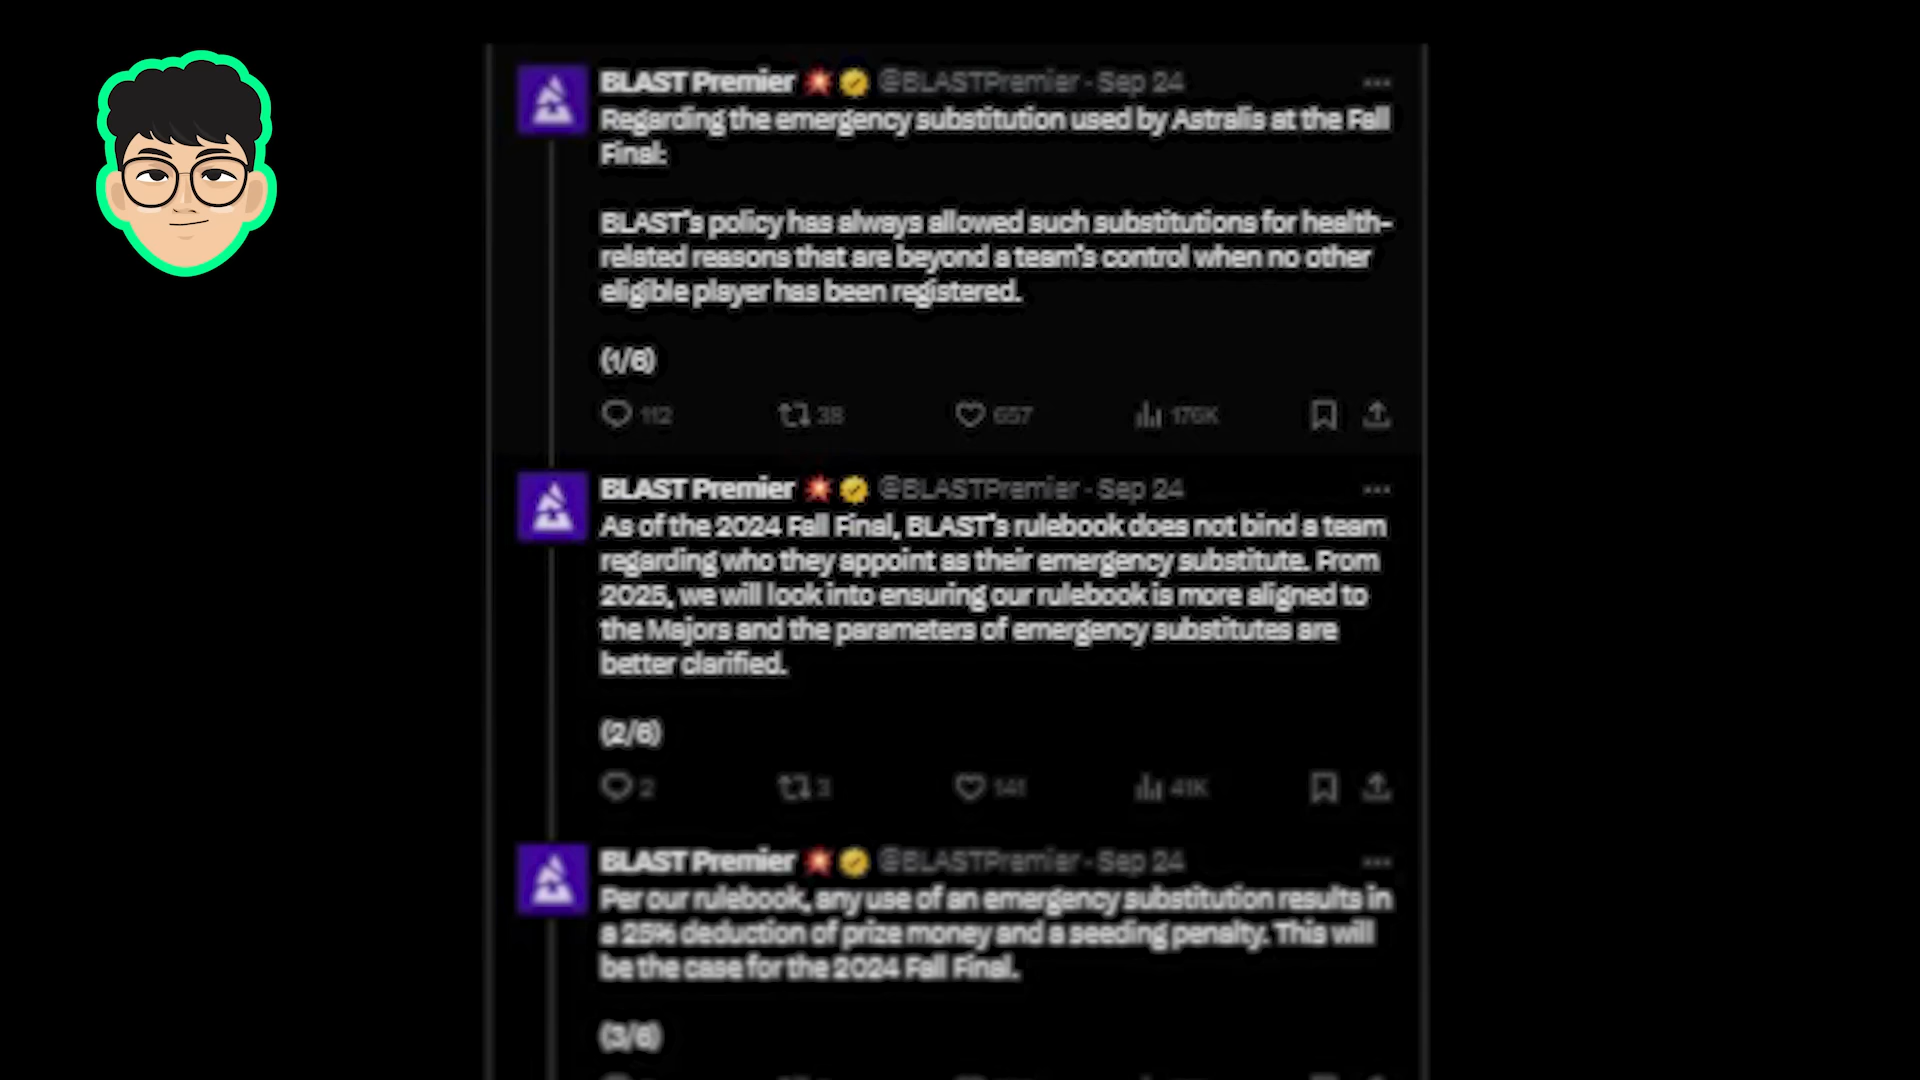 BLAST Premier @BLASTPremier · Sep 24
Regarding the emergency substitution used by Astralis at the Fall
Final:
BLAST's policy has always allowed such substitutions for health-
related reasons that are beyond a team's control when no other
eligible player has been registered.
(1/6)
112 38 657 176K
BLAST Premier @BLASTPremier · Sep 24
As of the 2024 Fall Final, BLAST's rulebook does not bind a team
regarding who they appoint as their emergency substitute. From
2025, we will look into ensuring our rulebook is more aligned to
the Majors and the parameters of emergency substitutes are
better clarified.
(2/6)
2 3 141 41K
BLAST Premier @BLASTPremier · Sep 24
Per our rulebook, any use of an emergency substitution results in
a 25% deduction of prize money and a seeding penalty. This will
be the case for the 2024 Fall Final.
(3/6)